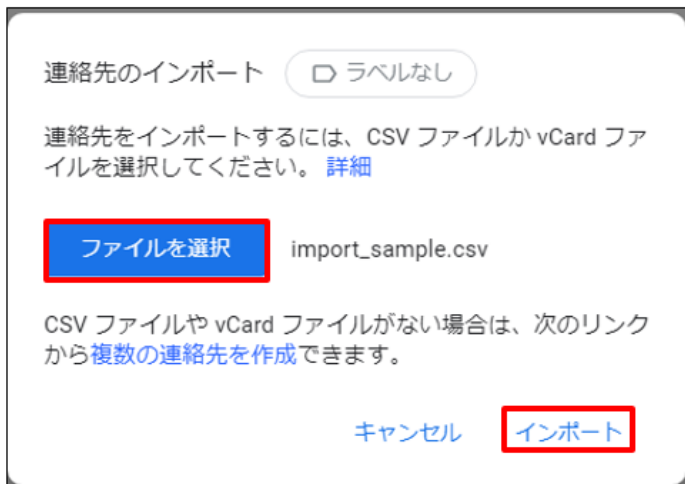 連絡先のインポート ラベルなし
連絡先をインポートするには、CSV ファイルか vCard ファ
イルを選択してください。 詳細
ファイルを選択 import_sample.csv
CSV ファイルや vCard ファイルがない場合は、次のリンク
から複数の連絡先を作成できます。
キャンセル インポート